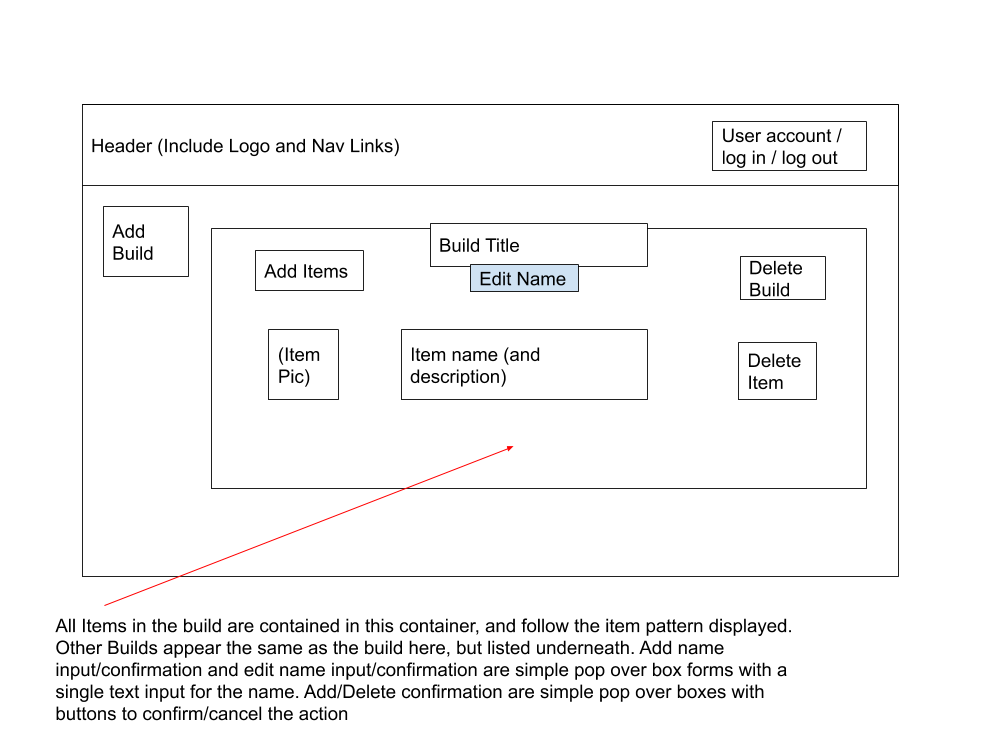 Header (Include Logo and Nav Links)
User account /
log in / log out
Add
Build
Build Title
Edit Name
Add Items
Delete
Build
(Item
Pic)
Item name (and
description)
Delete
Item
All Items in the build are contained in this container, and follow the item pattern displayed.
Other Builds appear the same as the build here, but listed underneath. Add name
input/confirmation and edit name input/confirmation are simple pop over box forms with a
single text input for the name. Add/Delete confirmation are simple pop over boxes with
buttons to confirm/cancel the action